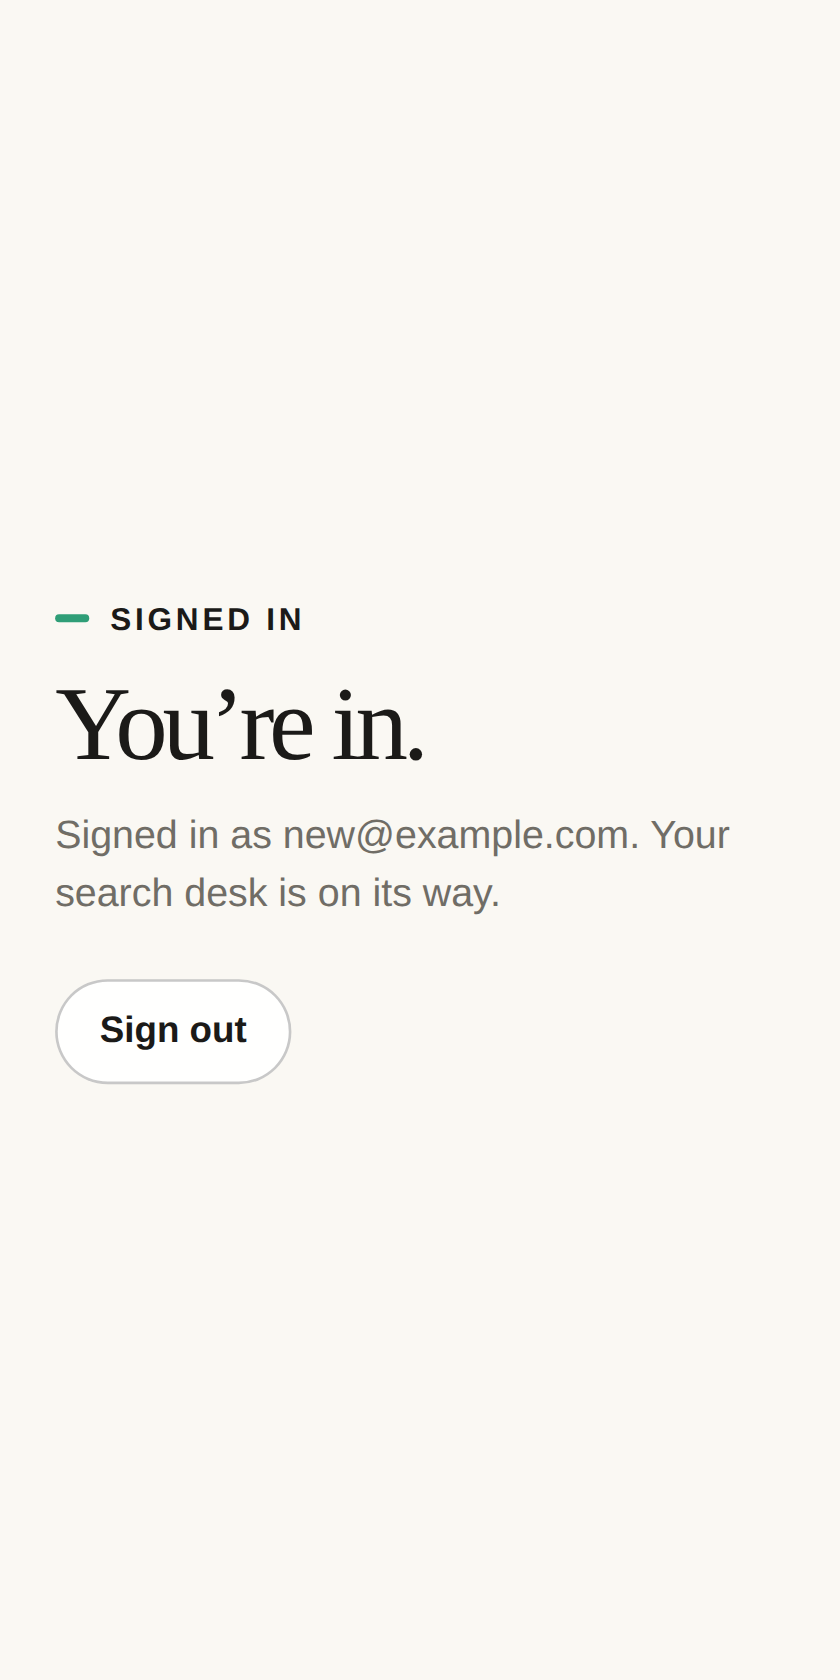 SIGNED IN
You’re in.
Signed in as new@example.com. Your
search desk is on its way.
Sign out